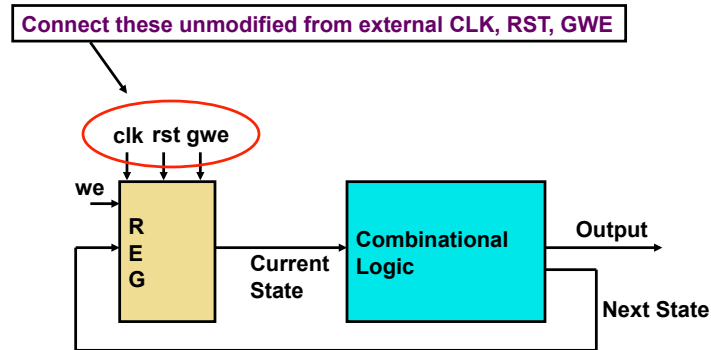 Connect these unmodified from external CLK, RST, GWE
clk rst gwe
we
R
E
G
Current
State
Combinational
Logic
Output
Next State